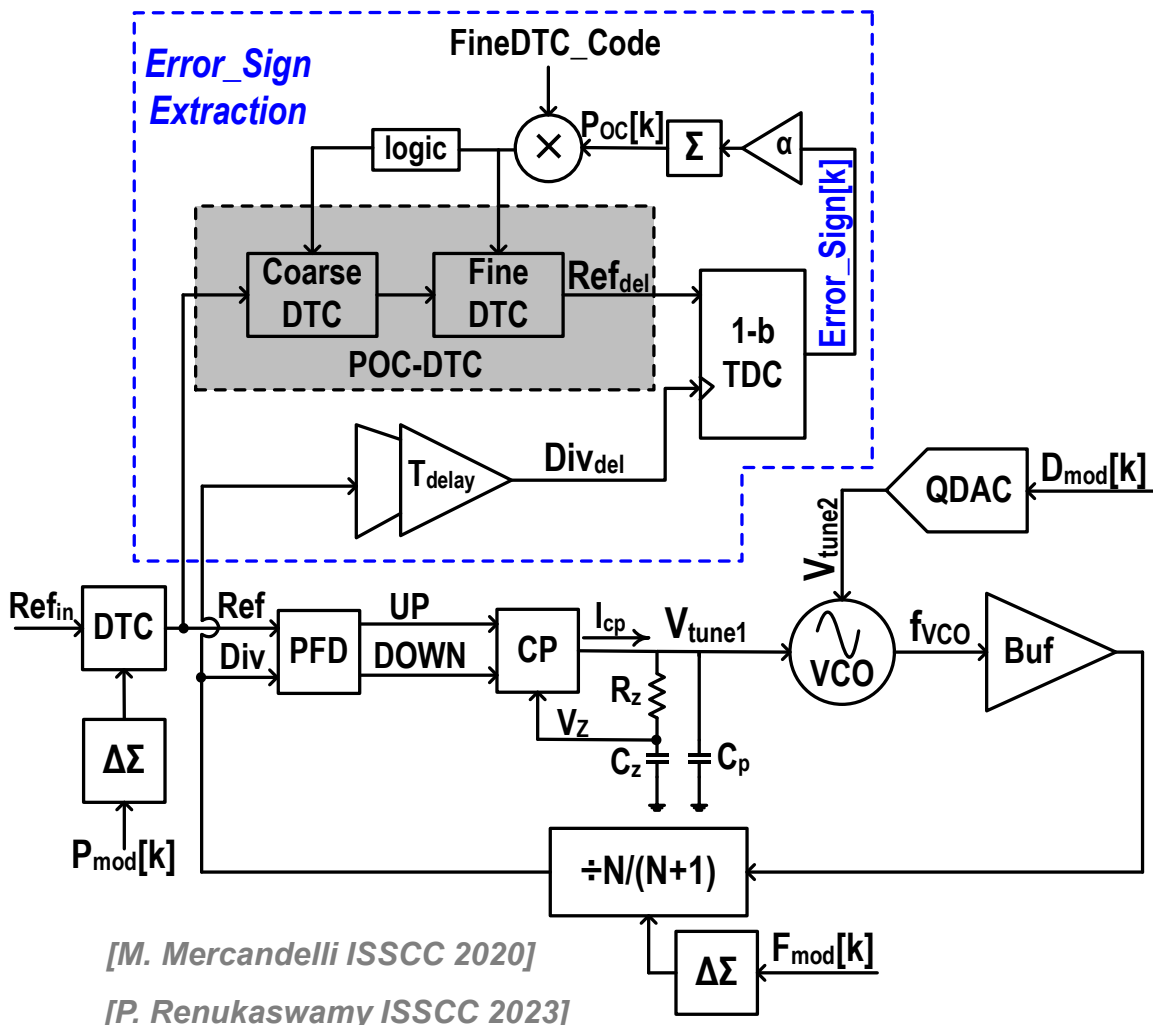 FineDTC_Code
Error_Sign
Extraction
POC[k]
logic
Σ
α
Error_Sign[k]
Coarse
DTC
Fine
DTC
Refdel
POC-DTC
1-b
TDC
Tdelay
Divdel
QDAC
Dmod[k]
Vtune2
Refin
DTC
Ref
Div
PFD
UP
DOWN
CP
Icp
Vtune1
VCO
fVCO
Buf
Rz
VZ
Cz
Cp
ΔΣ
Pmod[k]
÷N/(N+1)
ΔΣ
Fmod[k]
[M. Mercandelli ISSCC 2020]
[P. Renukaswamy ISSCC 2023]